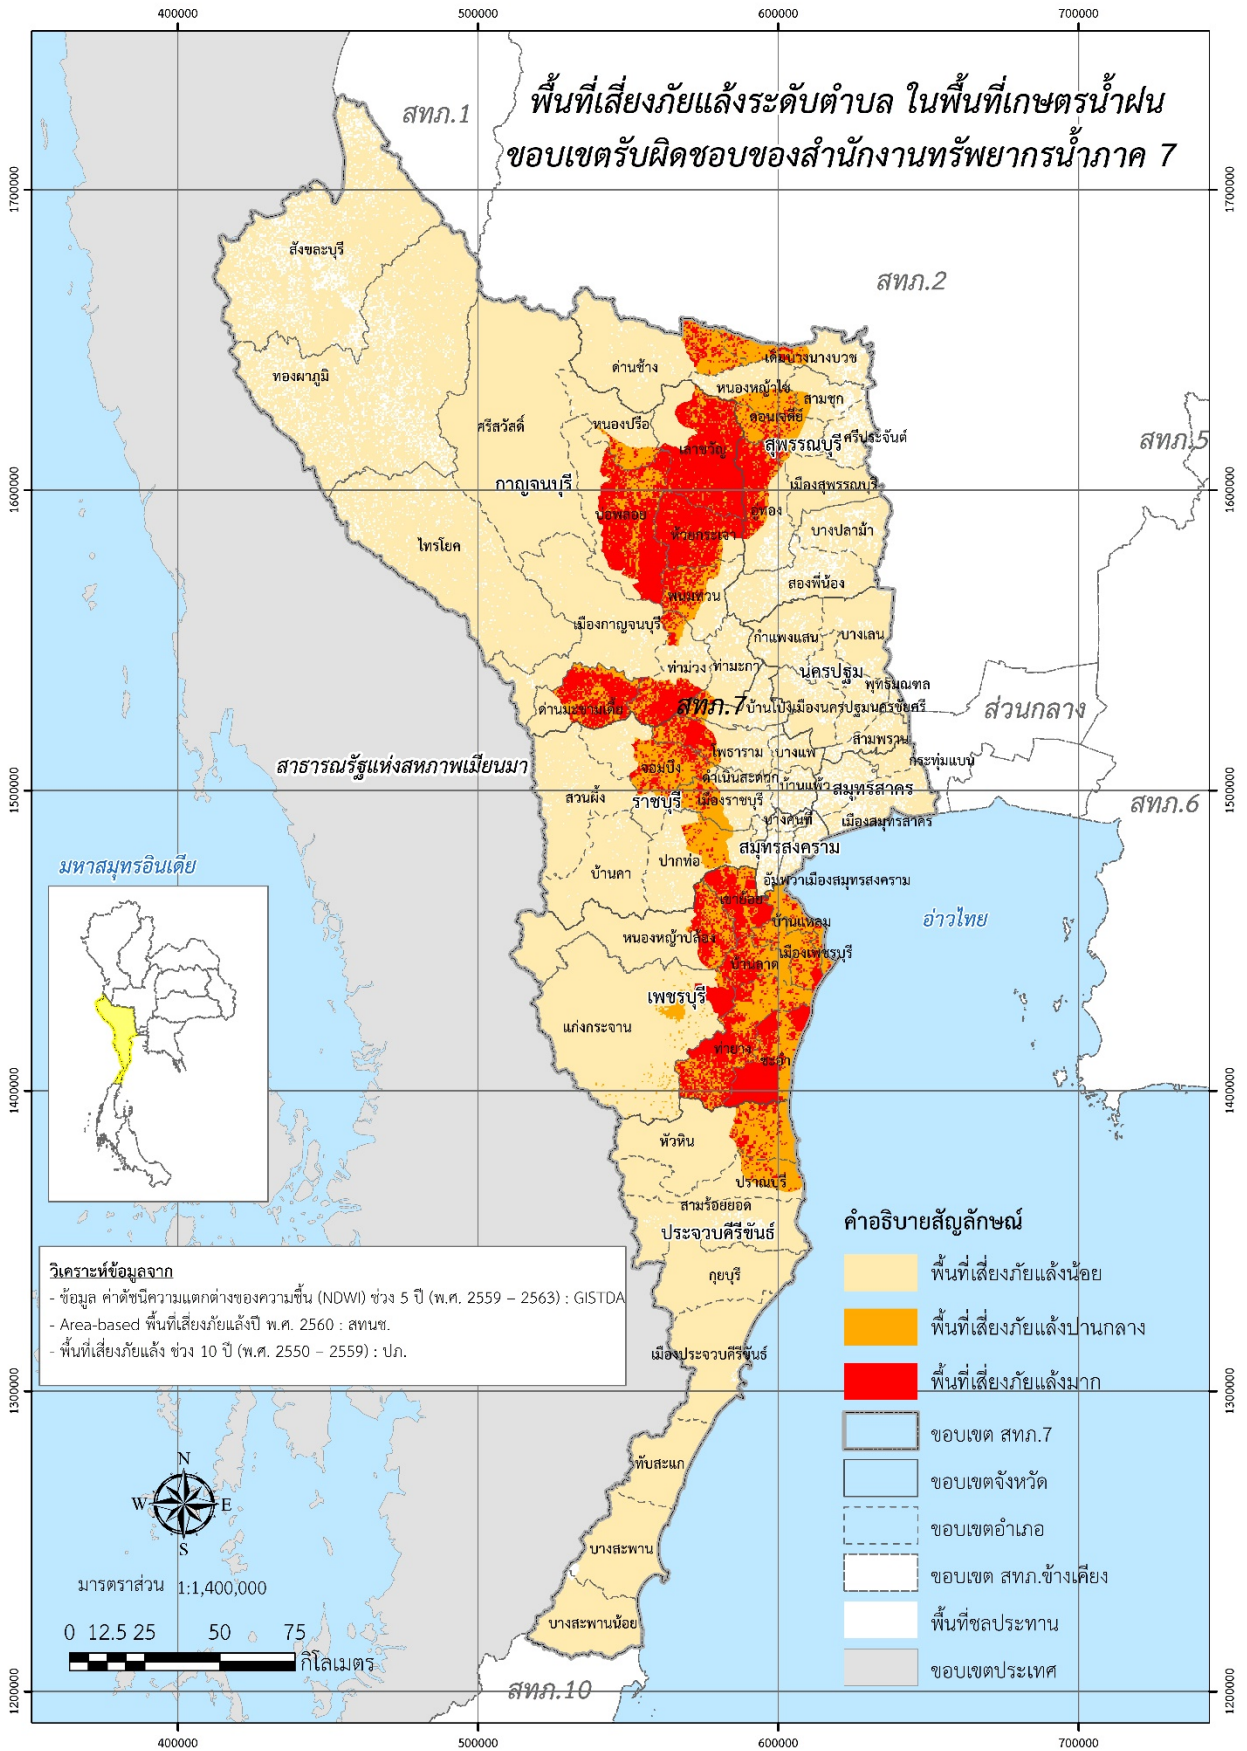 400000
500000
600000
700000
พื้นที่เสี่ยงภัยแล้งระดับตำบล ในพื้นที่เกษตรน้ำฝน
ขอบเขตรับผิดชอบของสำนักงานทรัพยากรน้ำภาค 7
สทภ.1
1700000
1700000
สังขละบุรี
สทภ.2
เดิมบางนางบวช
ด่านช้าง
ทองผาภูมิ
หนองหญ้าไซ
สามชุก
ดอนเจดีย์
ศรีสวัสดิ์
หนองปรือ
ศรีประจันต์
สุพรรณบุรี
สทภ.5
เลาขวัญ
กาญจนบุรี
เมืองสุพรรณบุรี
1600000
1600000
บ่อพลอย
อู่ทอง
บางปลาม้า
ห้วยกระเจา
ไทรโยค
สองพี่น้อง
พนมทวน
เมืองกาญจนบุรี
กำแพงแสน
บางเลน
ท่าม่วง
ท่ามะกา
นครปฐม
พุทธมณฑล
ด่านมะขามเตี้ย
สทภ.7
บ้านโป่ง
เมืองนครปฐม
นครชัยศรี
ส่วนกลาง
สามพราน
โพธาราม
บางแพ
กระทุ่มแบน
สาธารณรัฐแห่งสหภาพเมียนมา
จอมบึง
ดำเนินสะดวก
บ้านแพ้ว
สมุทรสาคร
1500000
1500000
สวนผึ้ง
ราชบุรี
เมืองราชบุรี
สทภ.6
บางคนที
เมืองสมุทรสาคร
สมุทรสงคราม
ปากท่อ
มหาสมุทรอินเดีย
บ้านคา
อัมพวา
เมืองสมุทรสงคราม
เขาย้อย
บ้านแหลม
อ่าวไทย
หนองหญ้าปล้อง
เมืองเพชรบุรี
บ้านลาด
เพชรบุรี
แก่งกระจาน
ท่ายาง
ชะอำ
1400000
1400000
หัวหิน
ปราณบุรี
สามร้อยยอด
ประจวบคีรีขันธ์
กุยบุรี
เมืองประจวบคีรีขันธ์
1300000
1300000
ทับสะแก
บางสะพาน
บางสะพานน้อย
สทภ.10
1200000
1200000
วิเคราะห์ข้อมูลจาก
- ข้อมูล ค่าดัชนีความแตกต่างของความชื้น (NDWI) ช่วง 5 ปี (พ.ศ. 2559 – 2563) : GISTDA
- Area-based พื้นที่เสี่ยงภัยแล้งปี พ.ศ. 2560 : สทนช.
- พื้นที่เสี่ยงภัยแล้ง ช่วง 10 ปี (พ.ศ. 2550 – 2559) : ปภ.
N
W
E
S
มารตราส่วน 1:1,400,000
0 12.5 25 50 75
กิโลเมตร
คำอธิบายสัญลักษณ์
พื้นที่เสี่ยงภัยแล้งน้อย
พื้นที่เสี่ยงภัยแล้งปานกลาง
พื้นที่เสี่ยงภัยแล้งมาก
ขอบเขต สทภ.7
ขอบเขตจังหวัด
ขอบเขตอำเภอ
ขอบเขต สทภ.ข้างเคียง
พื้นที่ชลประทาน
ขอบเขตประเทศ
400000
500000
600000
700000